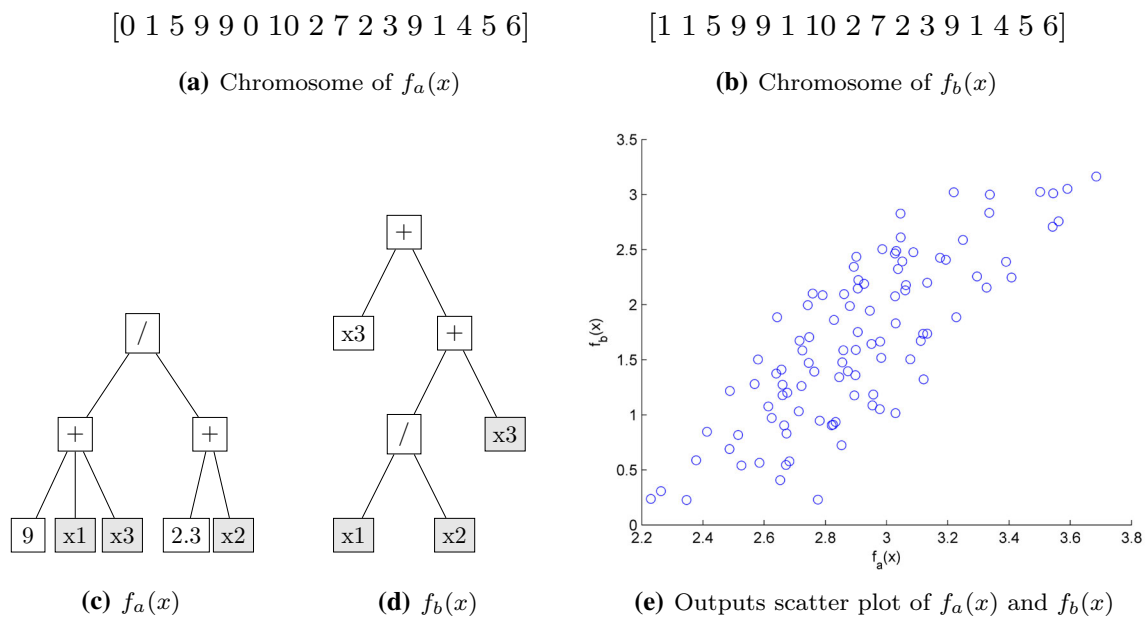 [0 1 5 9 9 0 10 2 7 2 3 9 1 4 5 6]
[1 1 5 9 9 1 10 2 7 2 3 9 1 4 5 6]
(a) Chromosome of f_a(x)
(b) Chromosome of f_b(x)
/
+
+
9
x1
x3
2.3
x2
(c) f_a(x)
+
x3
+
/
x3
x1
x2
(d) f_b(x)
3.5
3
2.5
2
1.5
1
0.5
0
f_b(x)
2.2 2.4 2.6 2.8 3 3.2 3.4 3.6 3.8
f_a(x)
(e) Outputs scatter plot of f_a(x) and f_b(x)